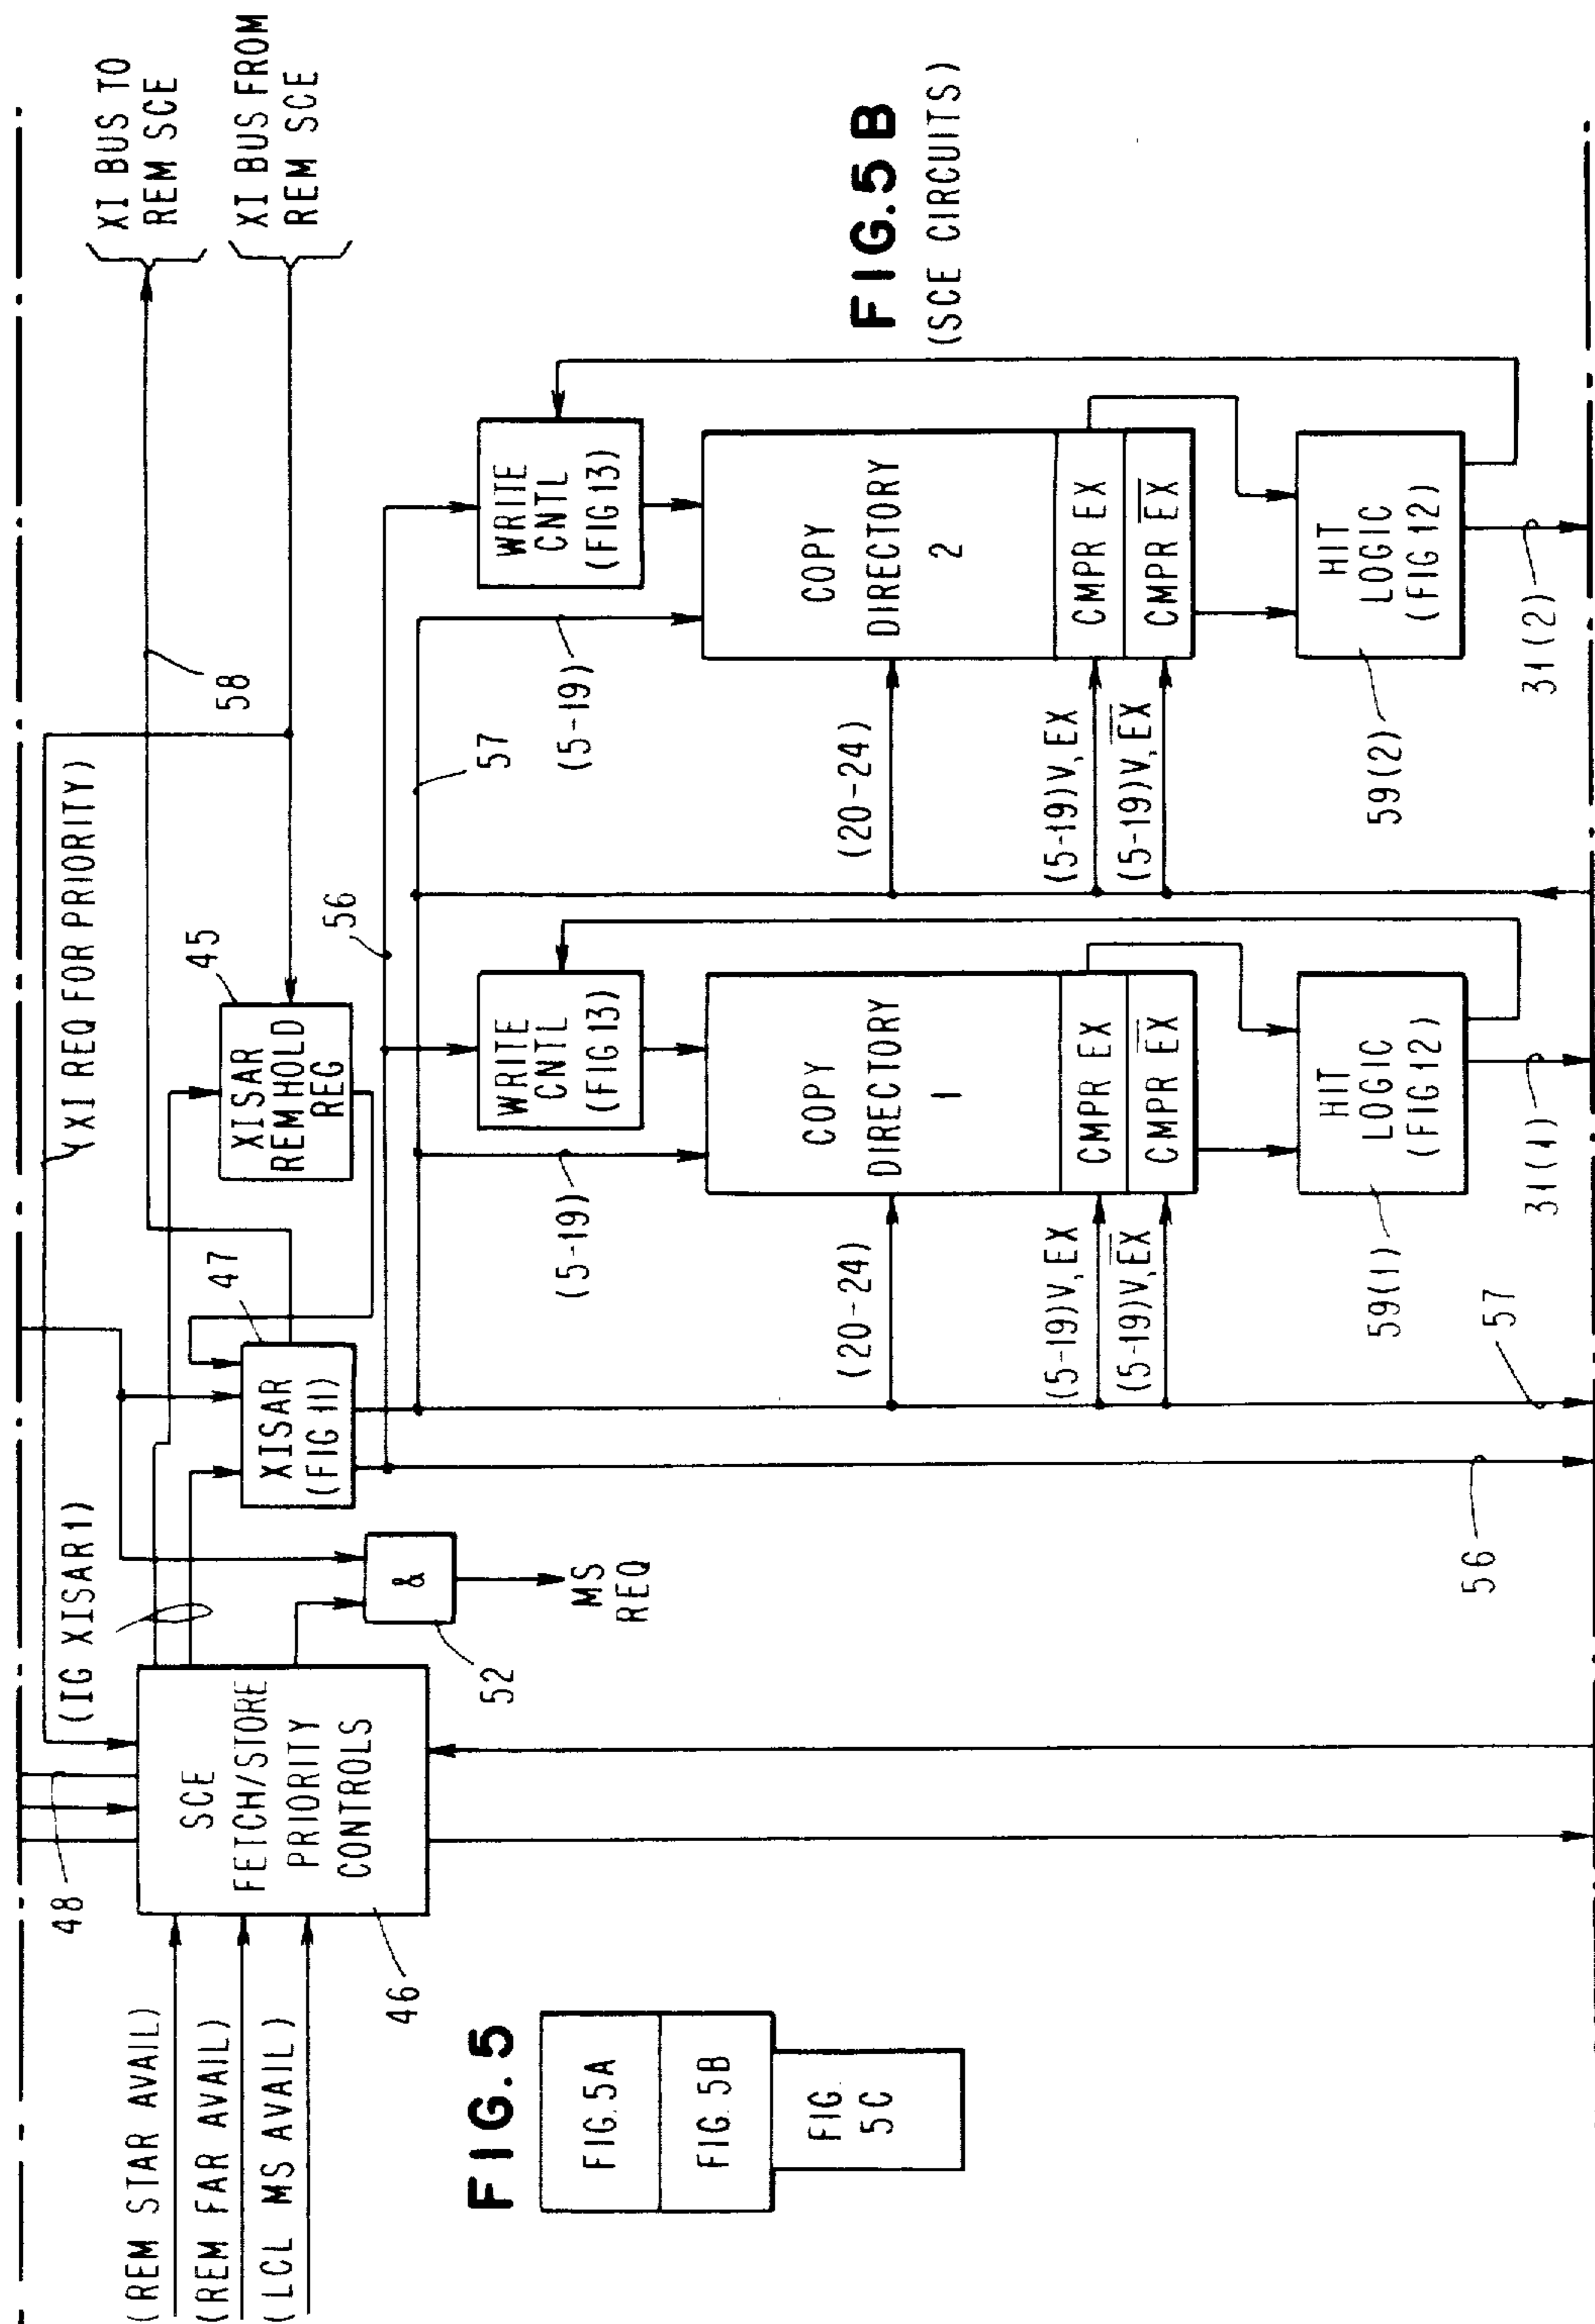 XI BUS TO
REM SCE
XI BUS FROM
REM SCE
58
(XI REQ FOR PRIORITY)
45
XISAR
REM HOLD
REG
47
XISAR
(FIG 11)
(IG XISAR1)
48
SCE
FETCH/STORE
PRIORITY
CONTROLS
46
(REM STAR AVAIL)
(REM FAR AVAIL)
(LCL MS AVAIL)
&
52
MS
REQ
56
57
WRITE
CNTL
(FIG 13)
(5-19)
COPY
DIRECTORY
1
CMPR EX
CMPR E̅X̅
(20-24)
(5-19)V,EX
(5-19)V,E̅X̅
HIT
LOGIC
(FIG 12)
59(1)
31(1)
WRITE
CNTL
(FIG 13)
(5-19)
COPY
DIRECTORY
2
CMPR EX
CMPR E̅X̅
(20-24)
(5-19)V,EX
(5-19)V,E̅X̅
HIT
LOGIC
(FIG 12)
59(2)
31(2)
56
57
FIG.5B
(SCE CIRCUITS)
FIG.5
FIG. 5A
FIG. 5B
FIG
5C